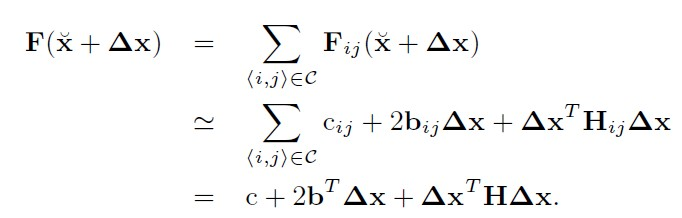 F(x̆ + Δx) = ∑_{⟨i,j⟩∈𝒞} F_{ij}(x̆ + Δx)
≃ ∑_{⟨i,j⟩∈𝒞} c_{ij} + 2b_{ij}Δx + Δx^T H_{ij}Δx
= c + 2b^T Δx + Δx^T HΔx.